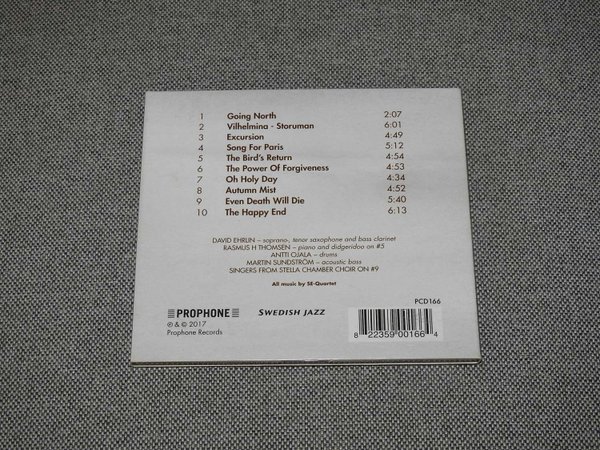 1 Going North 2:07
2 Vilhelmina - Storuman 6:01
3 Excursion 4:49
4 Song For Paris 5:12
5 The Bird's Return 4:54
6 The Power Of Forgiveness 4:53
7 Oh Holy Day 4:34
8 Autumn Mist 4:52
9 Even Death Will Die 5:40
10 The Happy End 6:13
DAVID EHRLIN – soprano-, tenor saxophone and bass clarinet
RASMUS H THOMSEN – piano and didgeridoo on #5
ANTTI OJALA – drums
MARTIN SUNDSTRÖM – acoustic bass
SINGERS FROM STELLA CHAMBER CHOIR ON #9
All music by SE-Quartet
PCD166
PROPHONE SWEDISH JAZZ
℗ & © 2017
Prophone Records
8 22359 00166 4